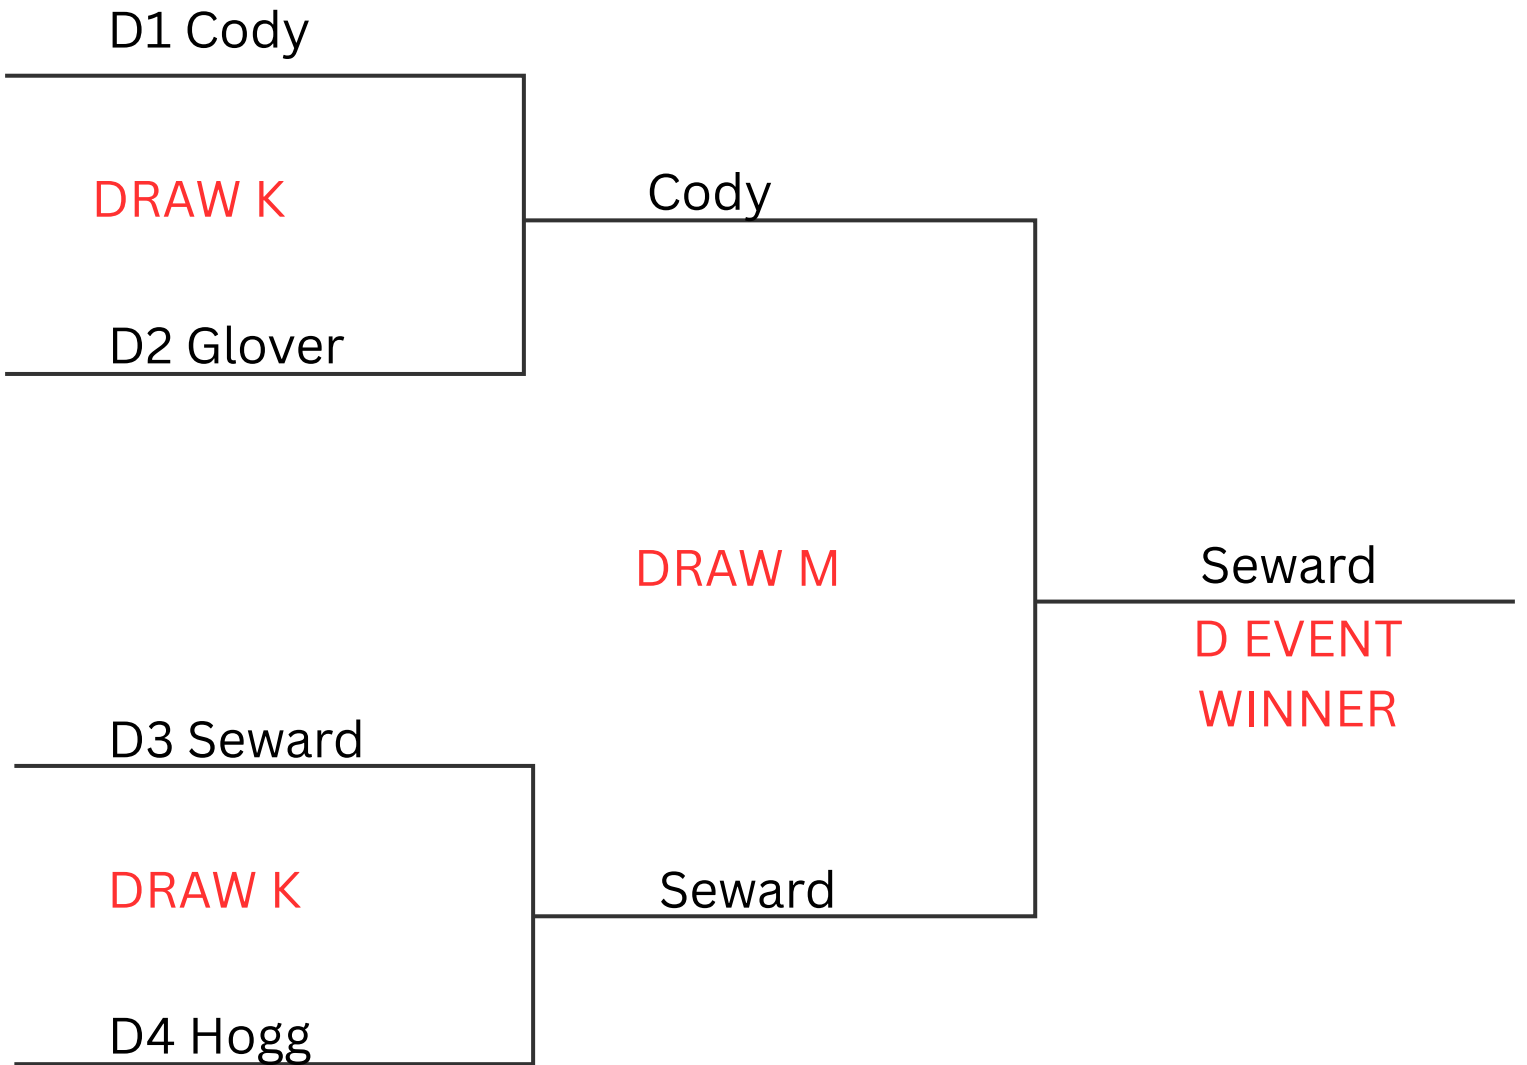 D1 Cody
DRAW K
Cody
D2 Glover
DRAW M
Seward
D EVENT
WINNER
D3 Seward
DRAW K
Seward
D4 Hogg